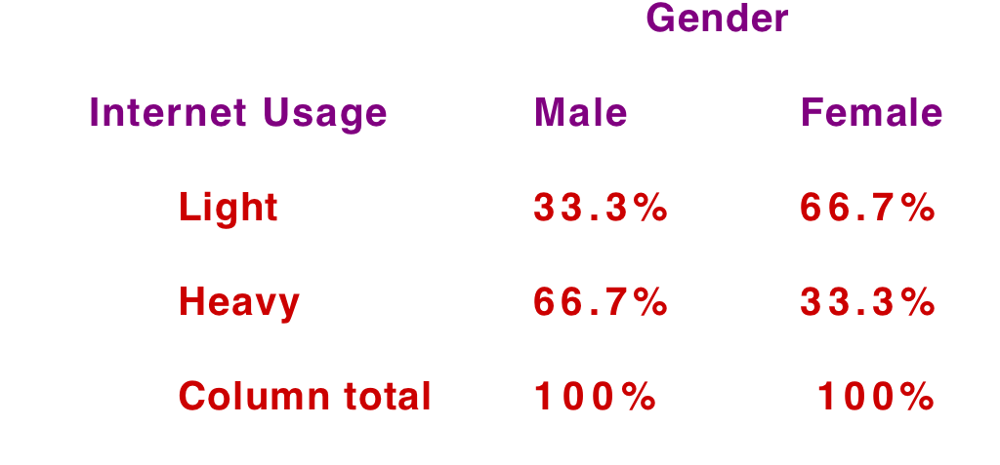 Gender
Internet Usage Male Female
Light 33.3% 66.7%
Heavy 66.7% 33.3%
Column total 100% 100%